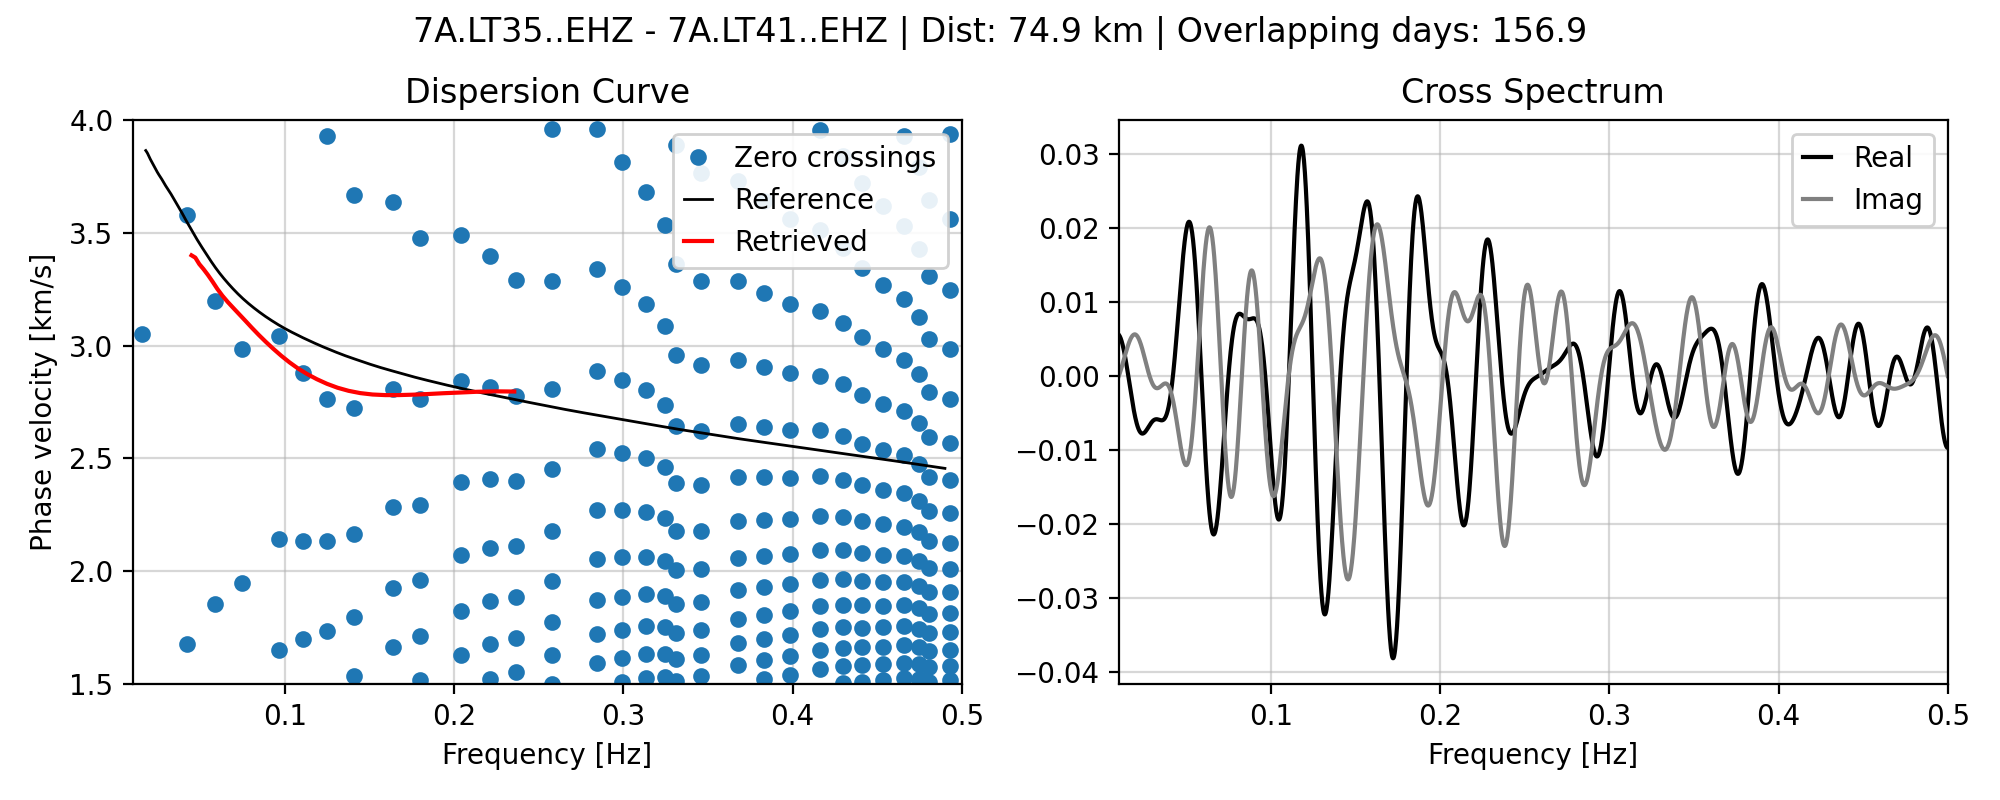 7A.LT35..EHZ - 7A.LT41..EHZ | Dist: 74.9 km | Overlapping days: 156.9
Dispersion Curve
4.0
3.5
3.0
2.5
2.0
1.5
Phase velocity [km/s]
0.1
0.2
0.3
0.4
0.5
Frequency [Hz]
Zero crossings
Reference
Retrieved
Cross Spectrum
0.03
0.02
0.01
0.00
−0.01
−0.02
−0.03
−0.04
0.1
0.2
0.3
0.4
0.5
Frequency [Hz]
Real
Imag